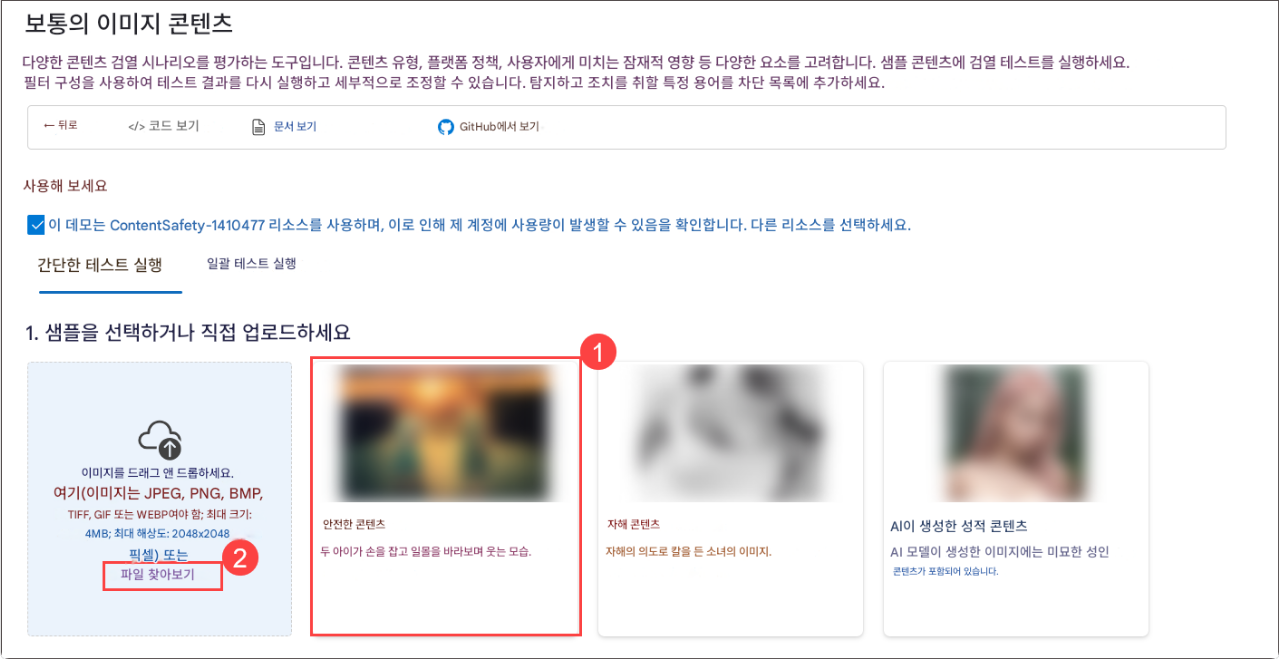 보통의 이미지 콘텐츠
다양한 콘텐츠 검열 시나리오를 평가하는 도구입니다. 콘텐츠 유형, 플랫폼 정책, 사용자에게 미치는 잠재적 영향 등 다양한 요소를 고려합니다. 샘플 콘텐츠에 검열 테스트를 실행하세요.
필터 구성을 사용하여 테스트 결과를 다시 실행하고 세부적으로 조정할 수 있습니다. 탐지하고 조치를 취할 특정 용어를 차단 목록에 추가하세요.
← 뒤로 </> 코드 보기 문서 보기 GitHub에서 보기
사용해 보세요
이 데모는 ContentSafety-1410477 리소스를 사용하며, 이로 인해 제 계정에 사용량이 발생할 수 있음을 확인합니다. 다른 리소스를 선택하세요.
간단한 테스트 실행 일괄 테스트 실행
1. 샘플을 선택하거나 직접 업로드하세요
이미지를 드래그 앤 드롭하세요.
여기(이미지는 JPEG, PNG, BMP,
TIFF, GIF 또는 WEBP여야 함; 최대 크기:
4MB; 최대 해상도: 2048x2048
픽셀) 또는
파일 찾아보기
2
1
안전한 콘텐츠
두 아이가 손을 잡고 일몰을 바라보며 웃는 모습.
자해 콘텐츠
자해의 의도로 칼을 든 소녀의 이미지.
AI이 생성한 성적 콘텐츠
AI 모델이 생성한 이미지에는 미묘한 성인
콘텐츠가 포함되어 있습니다.